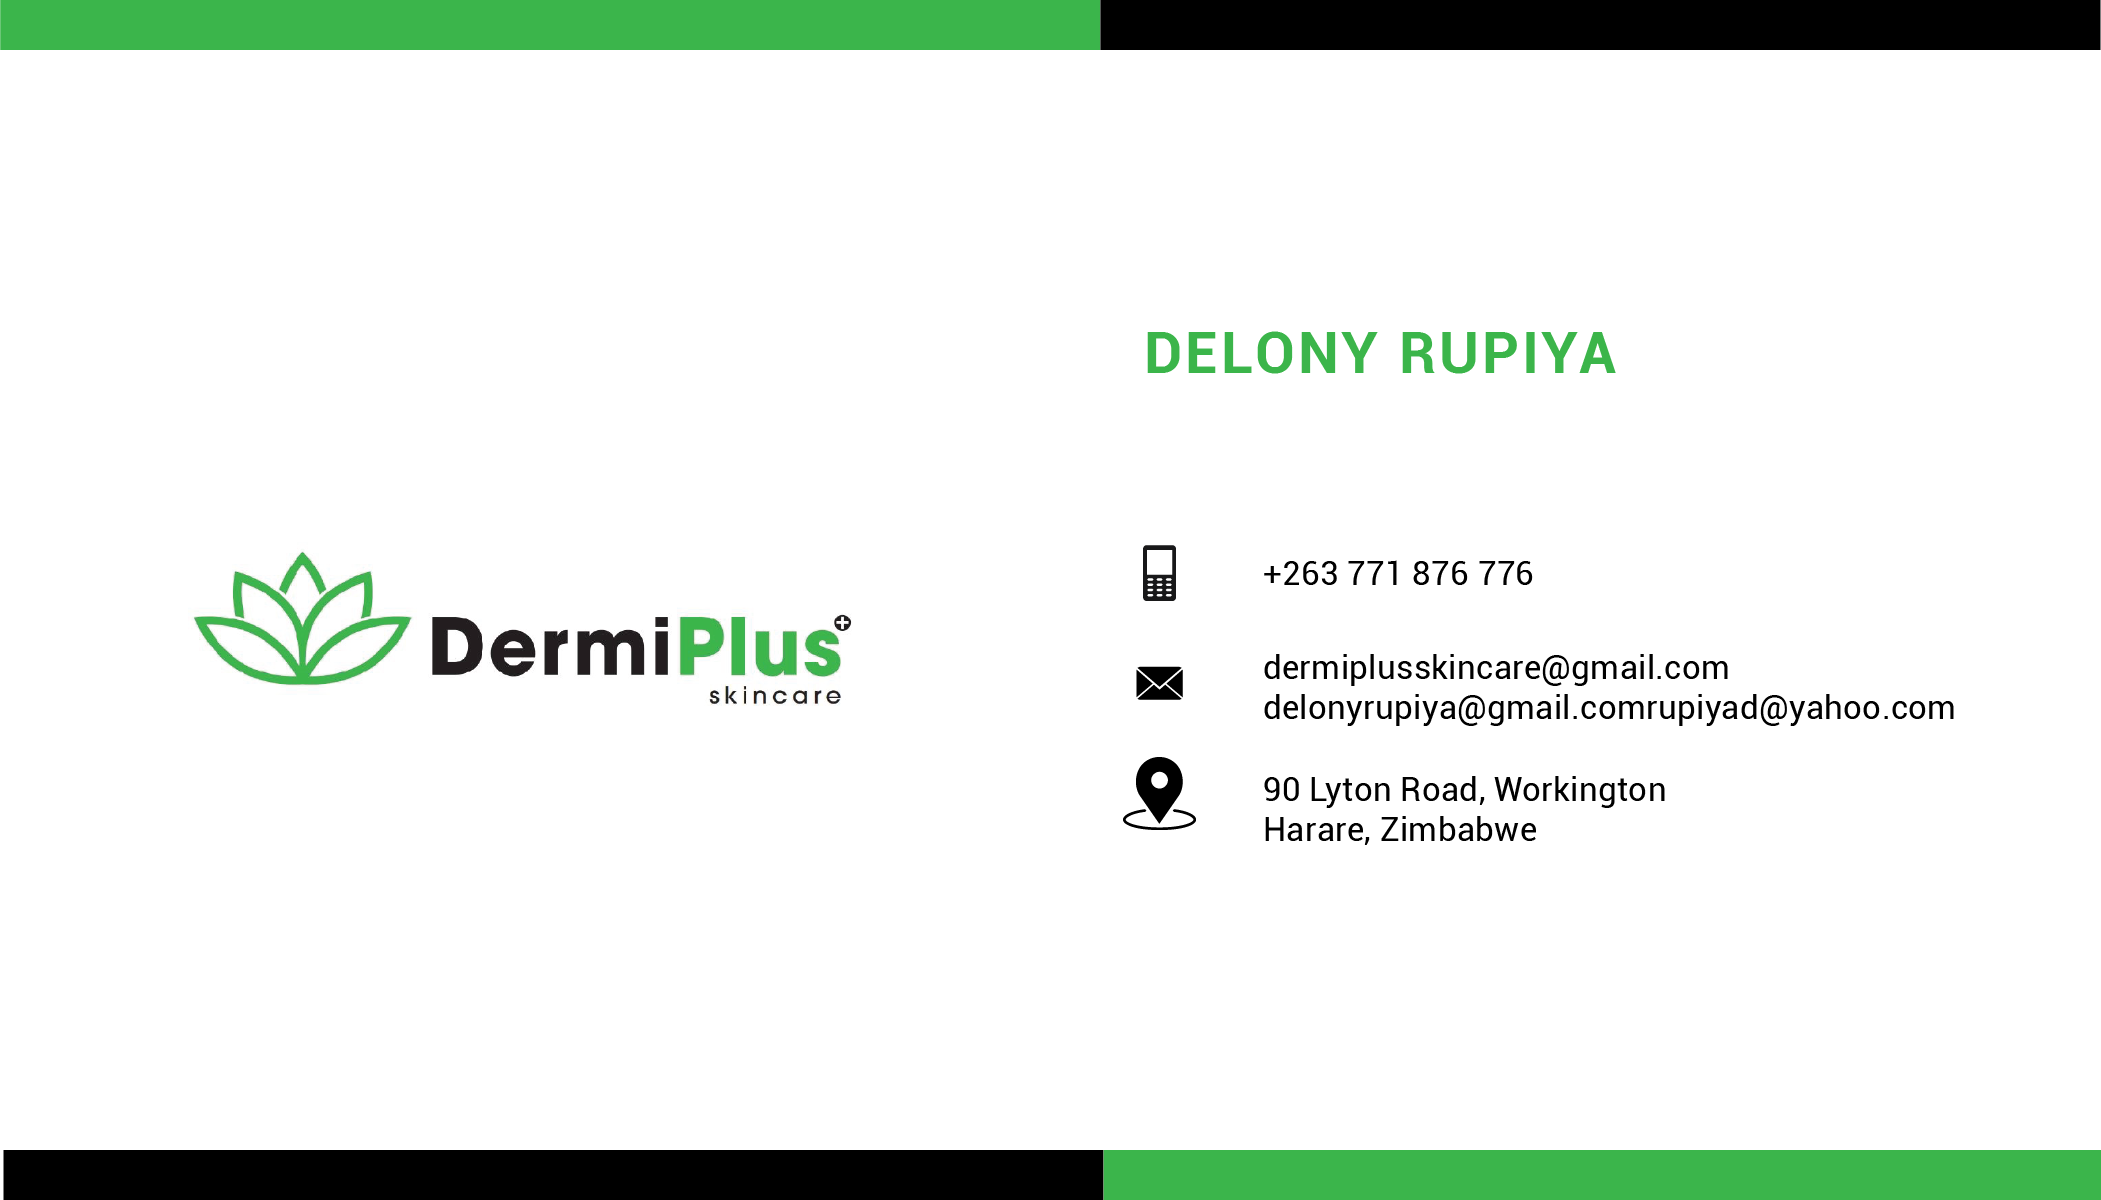 DELONY RUPIYA
DermiPlus
skincare
+263 771 876 776
dermiplusskincare@gmail.com
delonyrupiya@gmail.comrupiyad@yahoo.com
90 Lyton Road, Workington
Harare, Zimbabwe